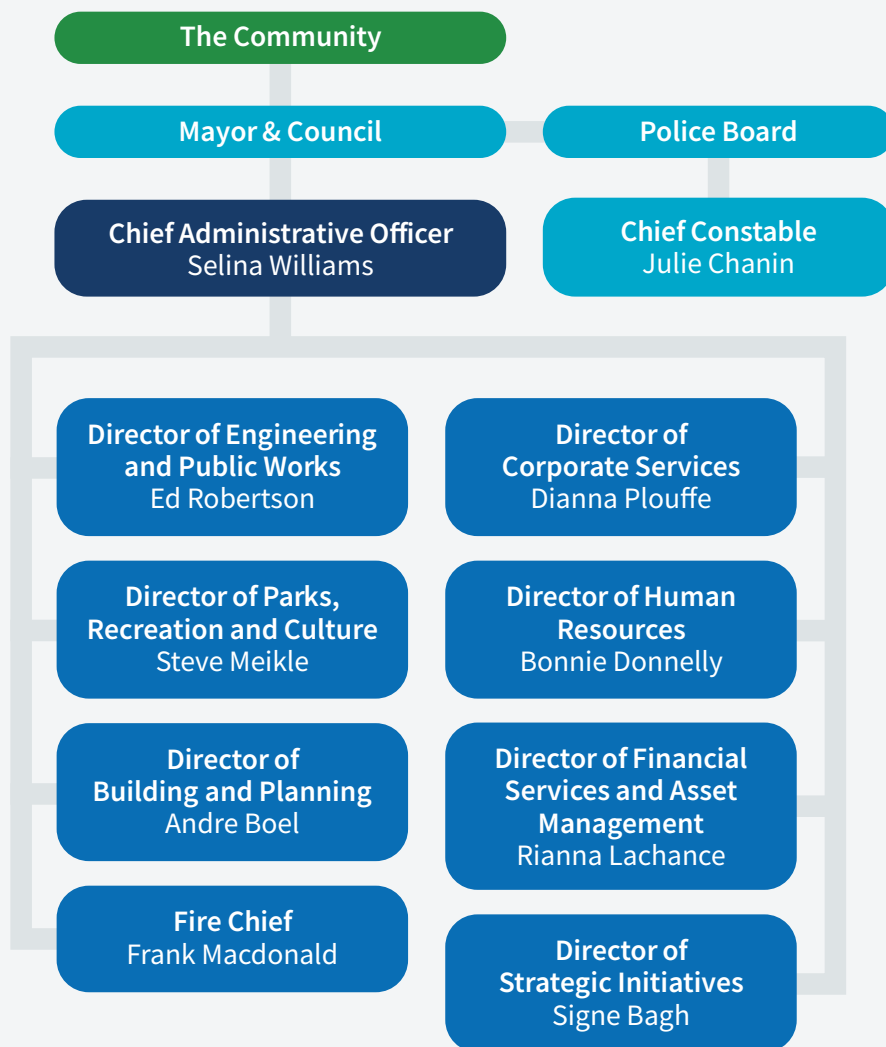 The Community
Mayor & Council
Police Board
Chief Administrative Officer
Selina Williams
Chief Constable
Julie Chanin
Director of Engineering
and Public Works
Ed Robertson
Director of
Corporate Services
Dianna Plouffe
Director of Parks,
Recreation and Culture
Steve Meikle
Director of Human
Resources
Bonnie Donnelly
Director of
Building and Planning
Andre Boel
Director of Financial
Services and Asset
Management
Rianna Lachance
Fire Chief
Frank Macdonald
Director of
Strategic Initiatives
Signe Bagh